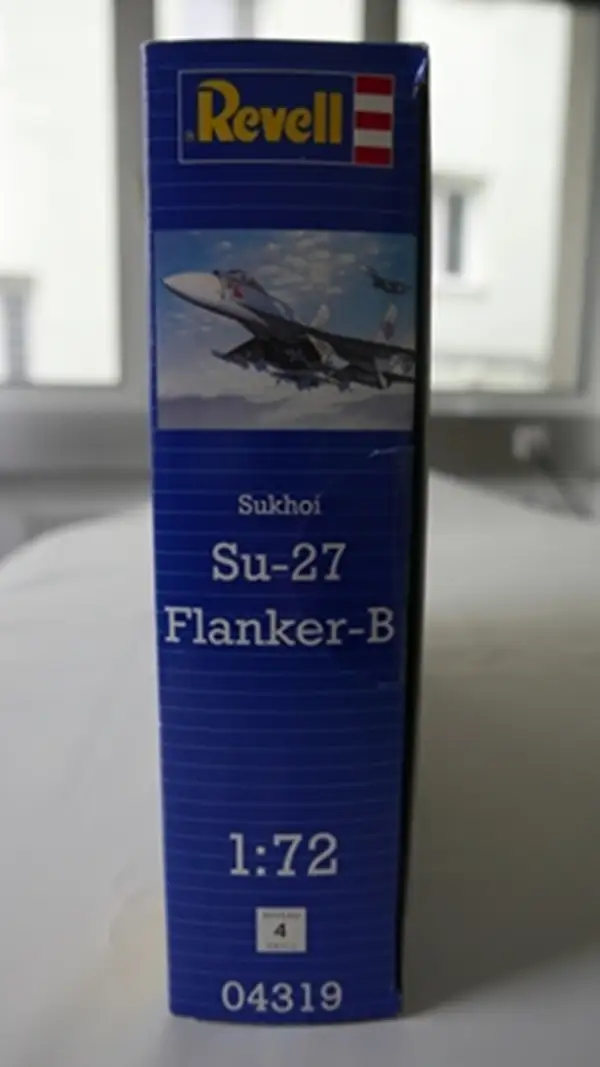 Revell
Sukhoi
Su-27
Flanker-B
1:72
4
04319